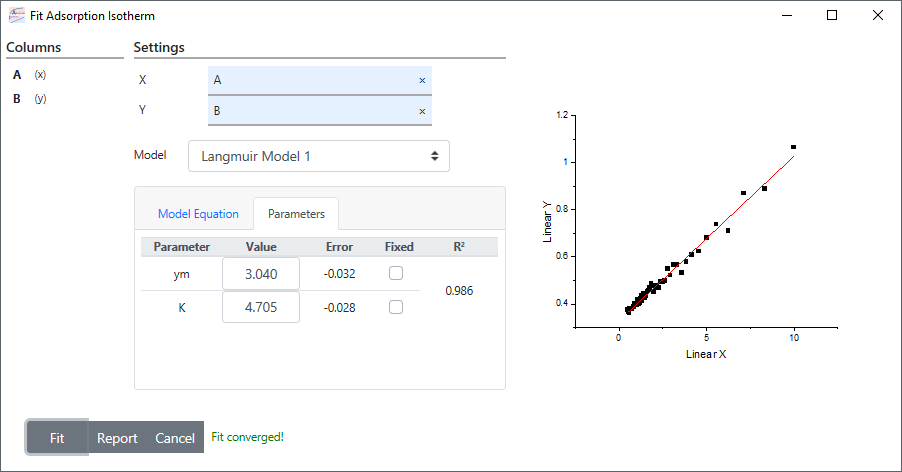 Fit Adsorption Isotherm
Columns
A (x)
B (y)
Settings
X A ×
Y B ×
Model Langmuir Model 1
Model Equation Parameters
Parameter Value Error Fixed R²
ym 3.040 -0.032
0.986
K 4.705 -0.028
Fit Report Cancel Fit converged!
1.2
1
0.8
0.6
0.4
Linear Y
0 5 10
Linear X